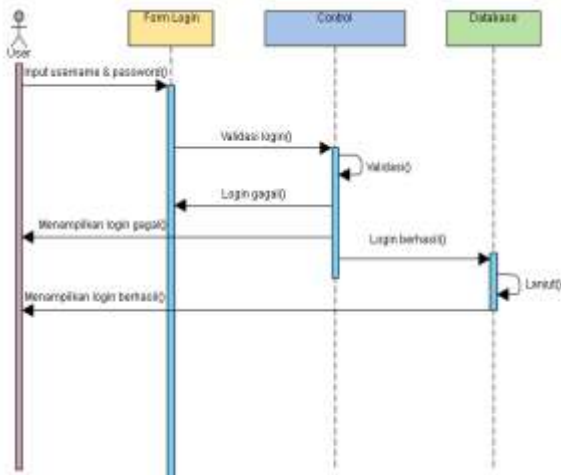 Form Login
Control
Database
User
Input username & password()
Validasi login()
Validasi()
Login gagal()
Menampilkan login gagal()
Login berhasil()
Lanjut()
Menampilkan login berhasil()